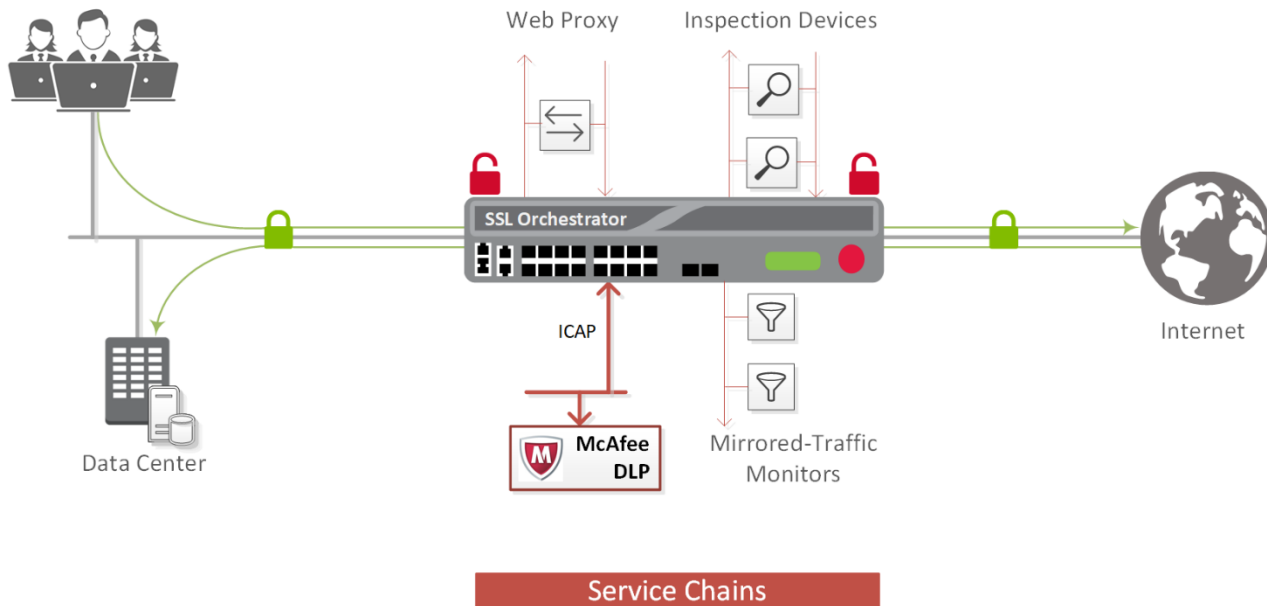 Web Proxy
Inspection Devices
SSL Orchestrator
ICAP
Internet
McAfee
DLP
Mirrored-Traffic
Monitors
Data Center
Service Chains